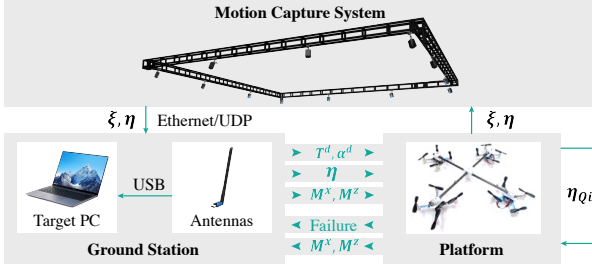 Motion Capture System
ξ, η
Ethernet/UDP
ξ, η
T^d, α^d
η
M^x, M^z
Failure
M^x, M^z
USB
Target PC
Antennas
Ground Station
Platform
η_Qi